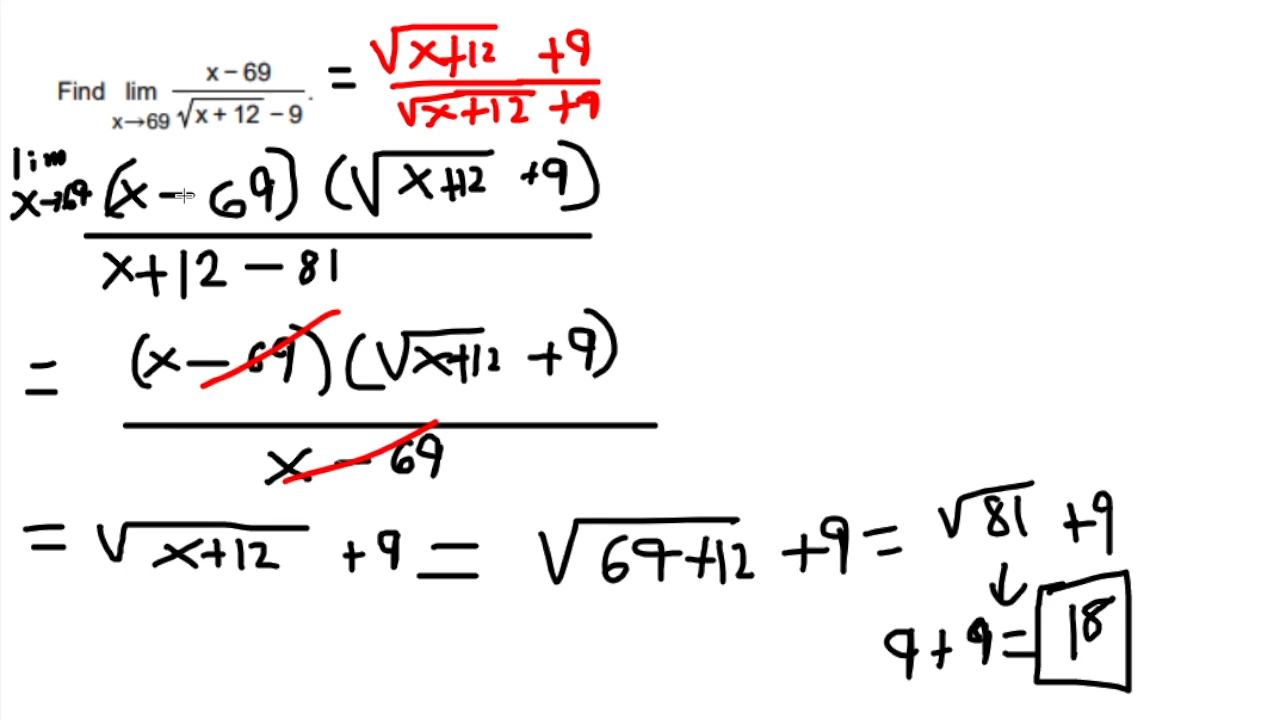 Find lim x→69 (x − 69)/(√(x + 12) − 9). = (√(x+12) + 9)/(√(x+12) + 9)
lim x→69 (x − 69)(√(x+12) + 9)
x+12 − 81
= (x − 69)(√(x+12) + 9)
x − 69
= √(x+12) + 9 = √(69+12) + 9 = √81 + 9
↓
9 + 9 = 18